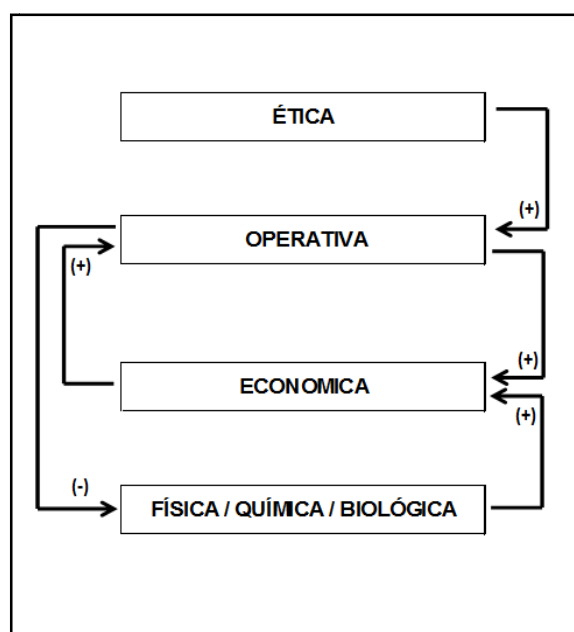 ÉTICA
(+)
OPERATIVA
(+)
(+)
ECONOMICA
(+)
(-)
FÍSICA / QUÍMICA / BIOLÓGICA